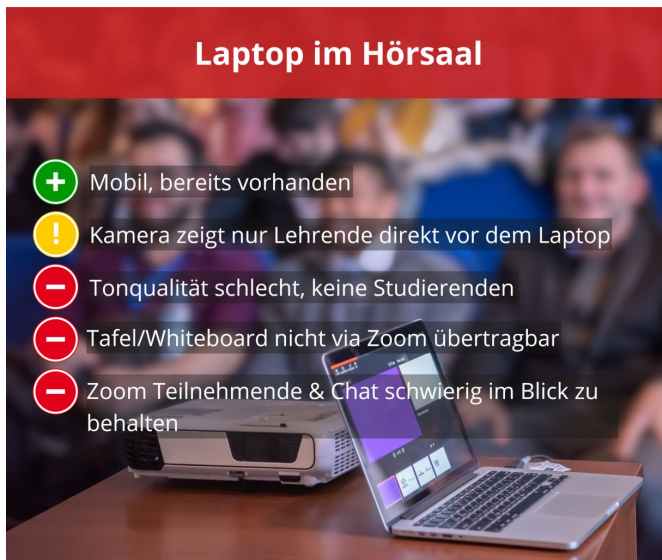 Laptop im Hörsaal
Mobil, bereits vorhanden
Kamera zeigt nur Lehrende direkt vor dem Laptop
Tonqualität schlecht, keine Studierenden
Tafel/Whiteboard nicht via Zoom übertragbar
Zoom Teilnehmende & Chat schwierig im Blick zu
behalten